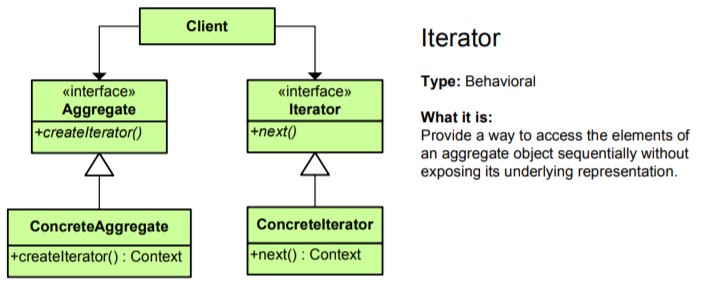 Client
«interface»
Aggregate
+createIterator()
«interface»
Iterator
+next()
ConcreteAggregate
+createIterator() : Context
ConcreteIterator
+next() : Context
Iterator
Type: Behavioral
What it is:
Provide a way to access the elements of
an aggregate object sequentially without
exposing its underlying representation.